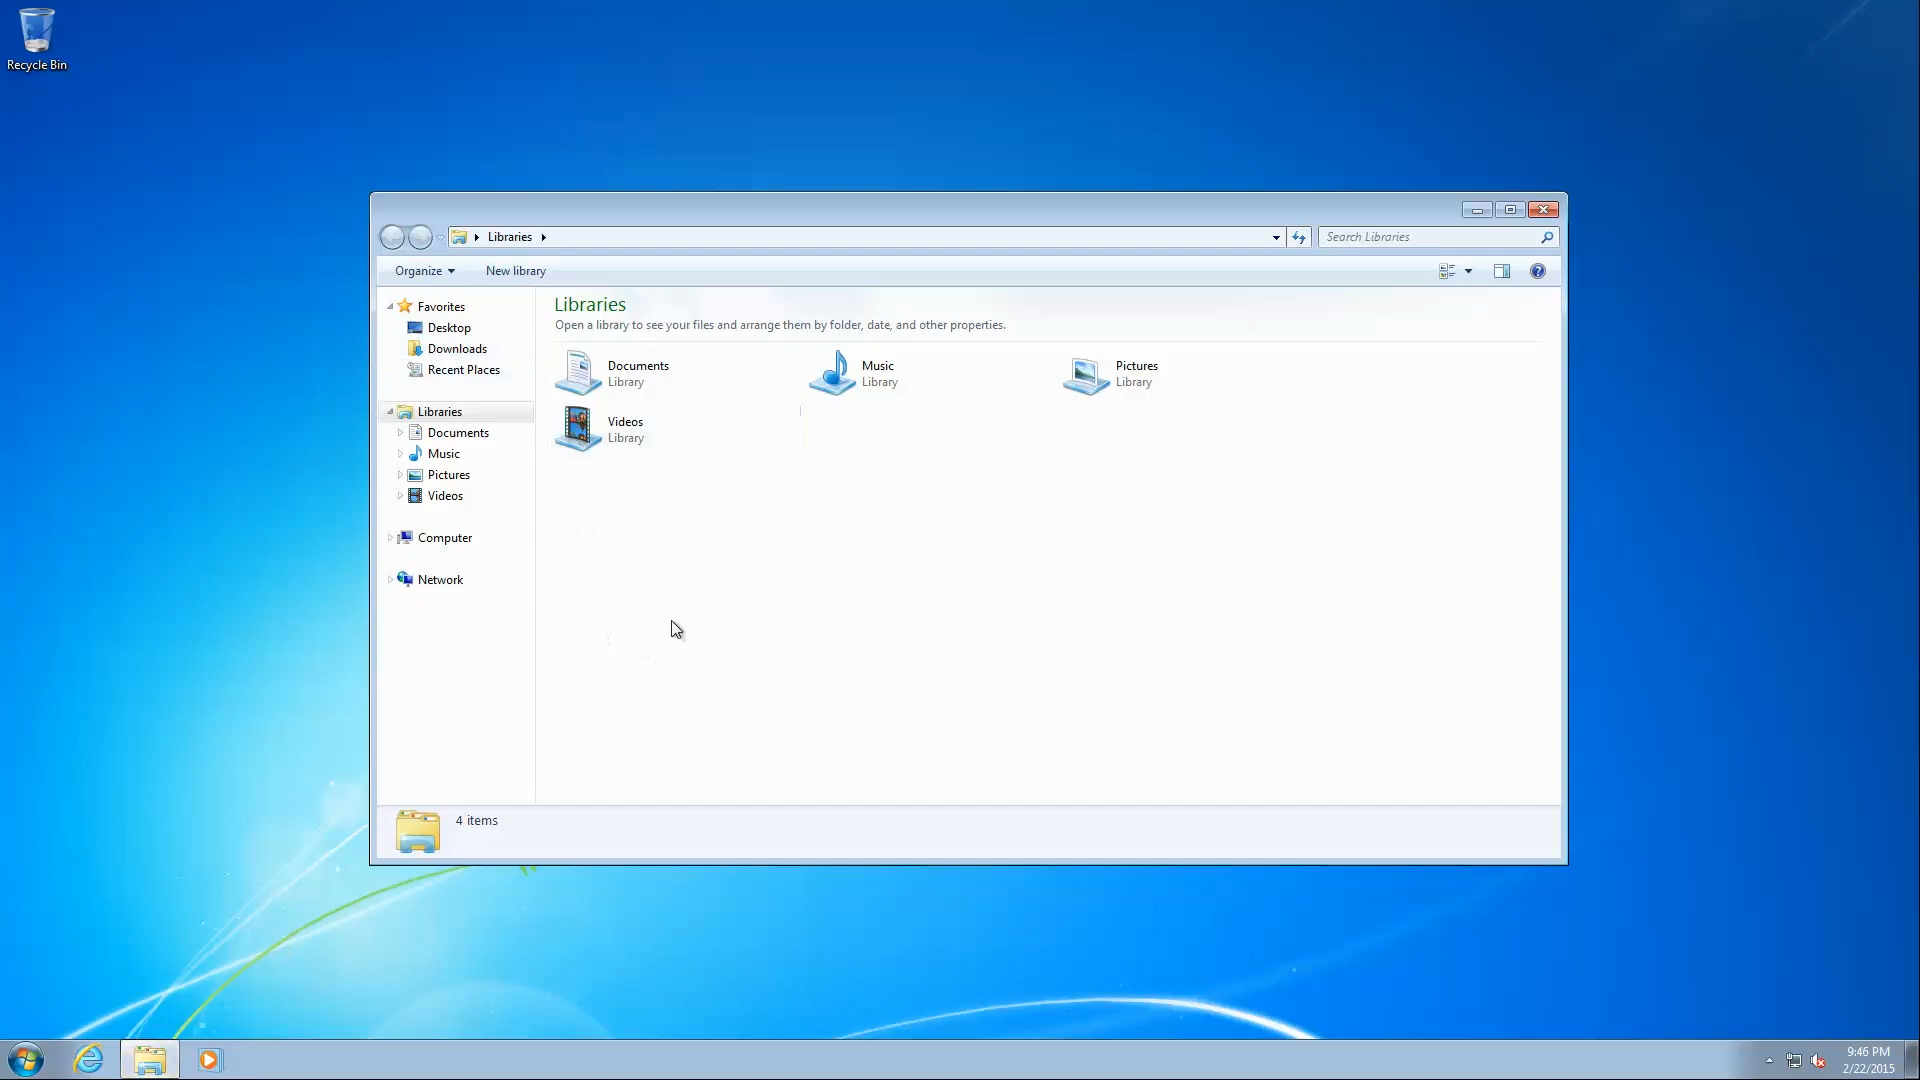 Recycle Bin
Libraries
Search Libraries
Organize
New library
Favorites
Desktop
Downloads
Recent Places
Libraries
Documents
Music
Pictures
Videos
Computer
Network
Libraries
Open a library to see your files and arrange them by folder, date, and other properties.
Documents
Library
Music
Library
Pictures
Library
Videos
Library
4 items
9:46 PM
2/22/2015